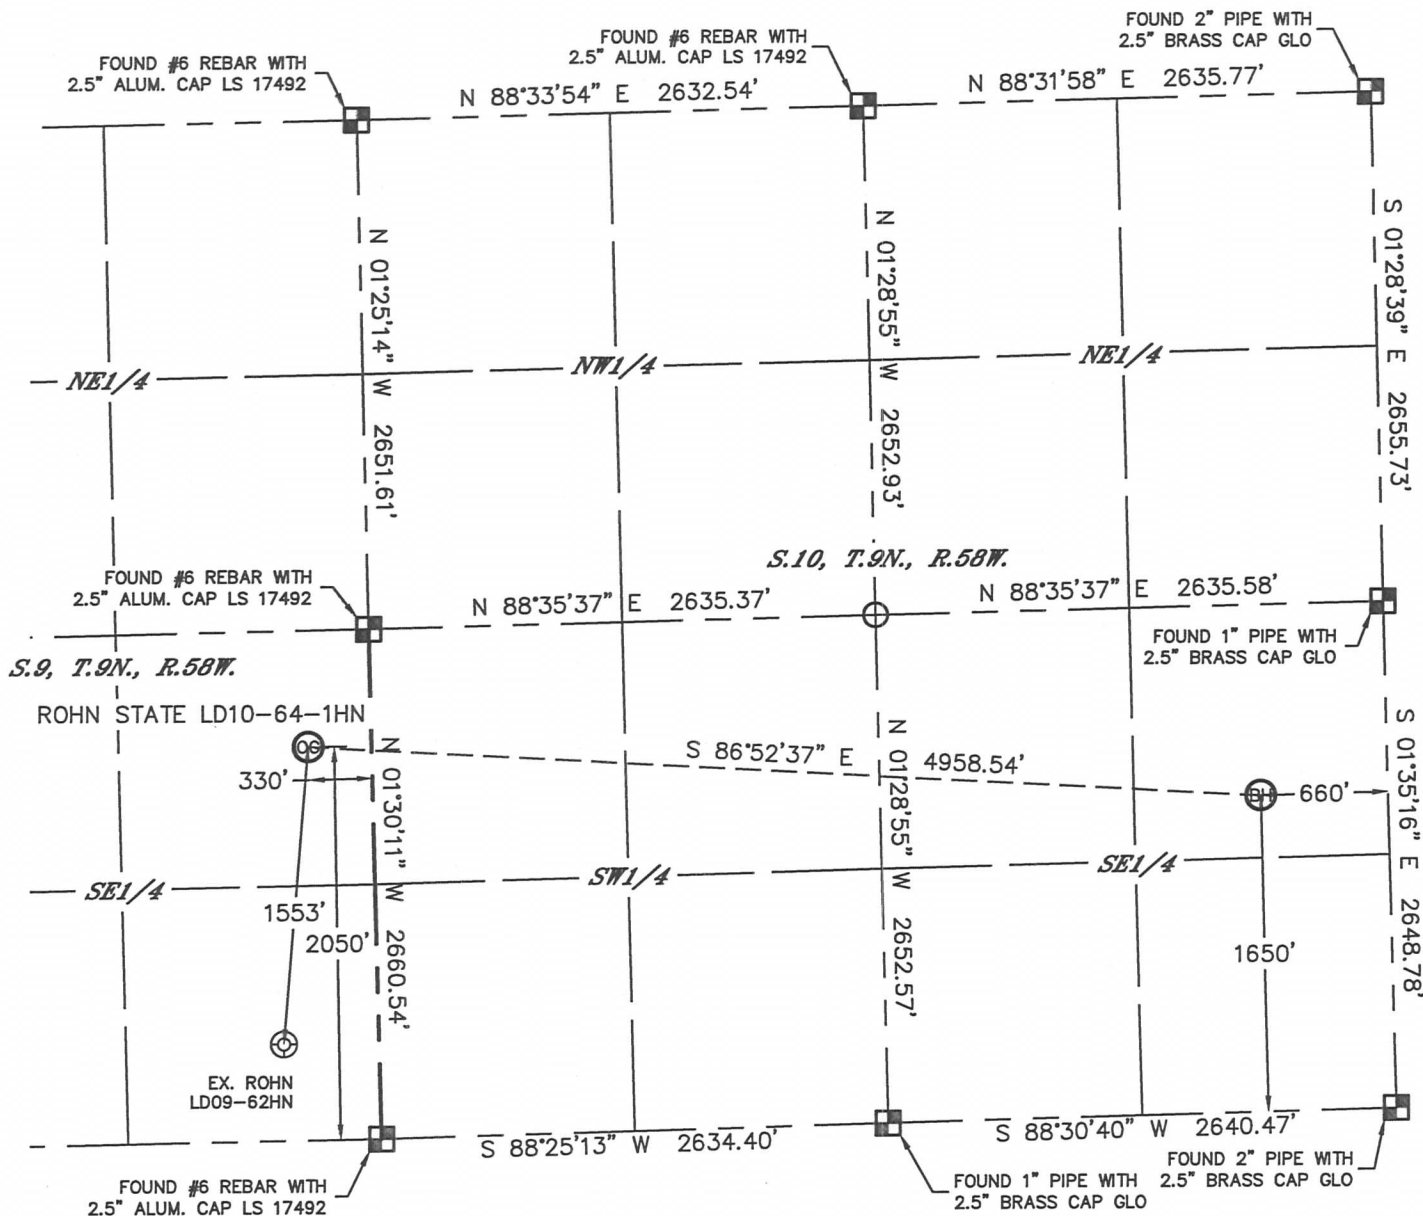 FOUND #6 REBAR WITH
2.5" ALUM. CAP LS 17492
FOUND #6 REBAR WITH
2.5" ALUM. CAP LS 17492
FOUND 2" PIPE WITH
2.5" BRASS CAP GLO
N 88°33'54" E 2632.54'
N 88°31'58" E 2635.77'
N 01°25'14" W 2651.61'
N 01°28'55" W 2652.93'
S 01°28'39" E 2655.73'
NE1/4
NW1/4
NE1/4
S.10, T.9N., R.58W.
FOUND #6 REBAR WITH
2.5" ALUM. CAP LS 17492
N 88°35'37" E 2635.37'
N 88°35'37" E 2635.58'
FOUND 1" PIPE WITH
2.5" BRASS CAP GLO
S.9, T.9N., R.58W.
ROHN STATE LD10-64-1HN
OG
S 86°52'37" E 4958.54'
330'
BH
660'
N 01°30'11" W 2660.54'
N 01°28'55" W 2652.57'
S 01°35'16" E 2648.78'
SE1/4
SW1/4
SE1/4
1553'
2050'
1650'
EX. ROHN
LD09-62HN
S 88°25'13" W 2634.40'
S 88°30'40" W 2640.47'
FOUND #6 REBAR WITH
2.5" ALUM. CAP LS 17492
FOUND 1" PIPE WITH
2.5" BRASS CAP GLO
FOUND 2" PIPE WITH
2.5" BRASS CAP GLO